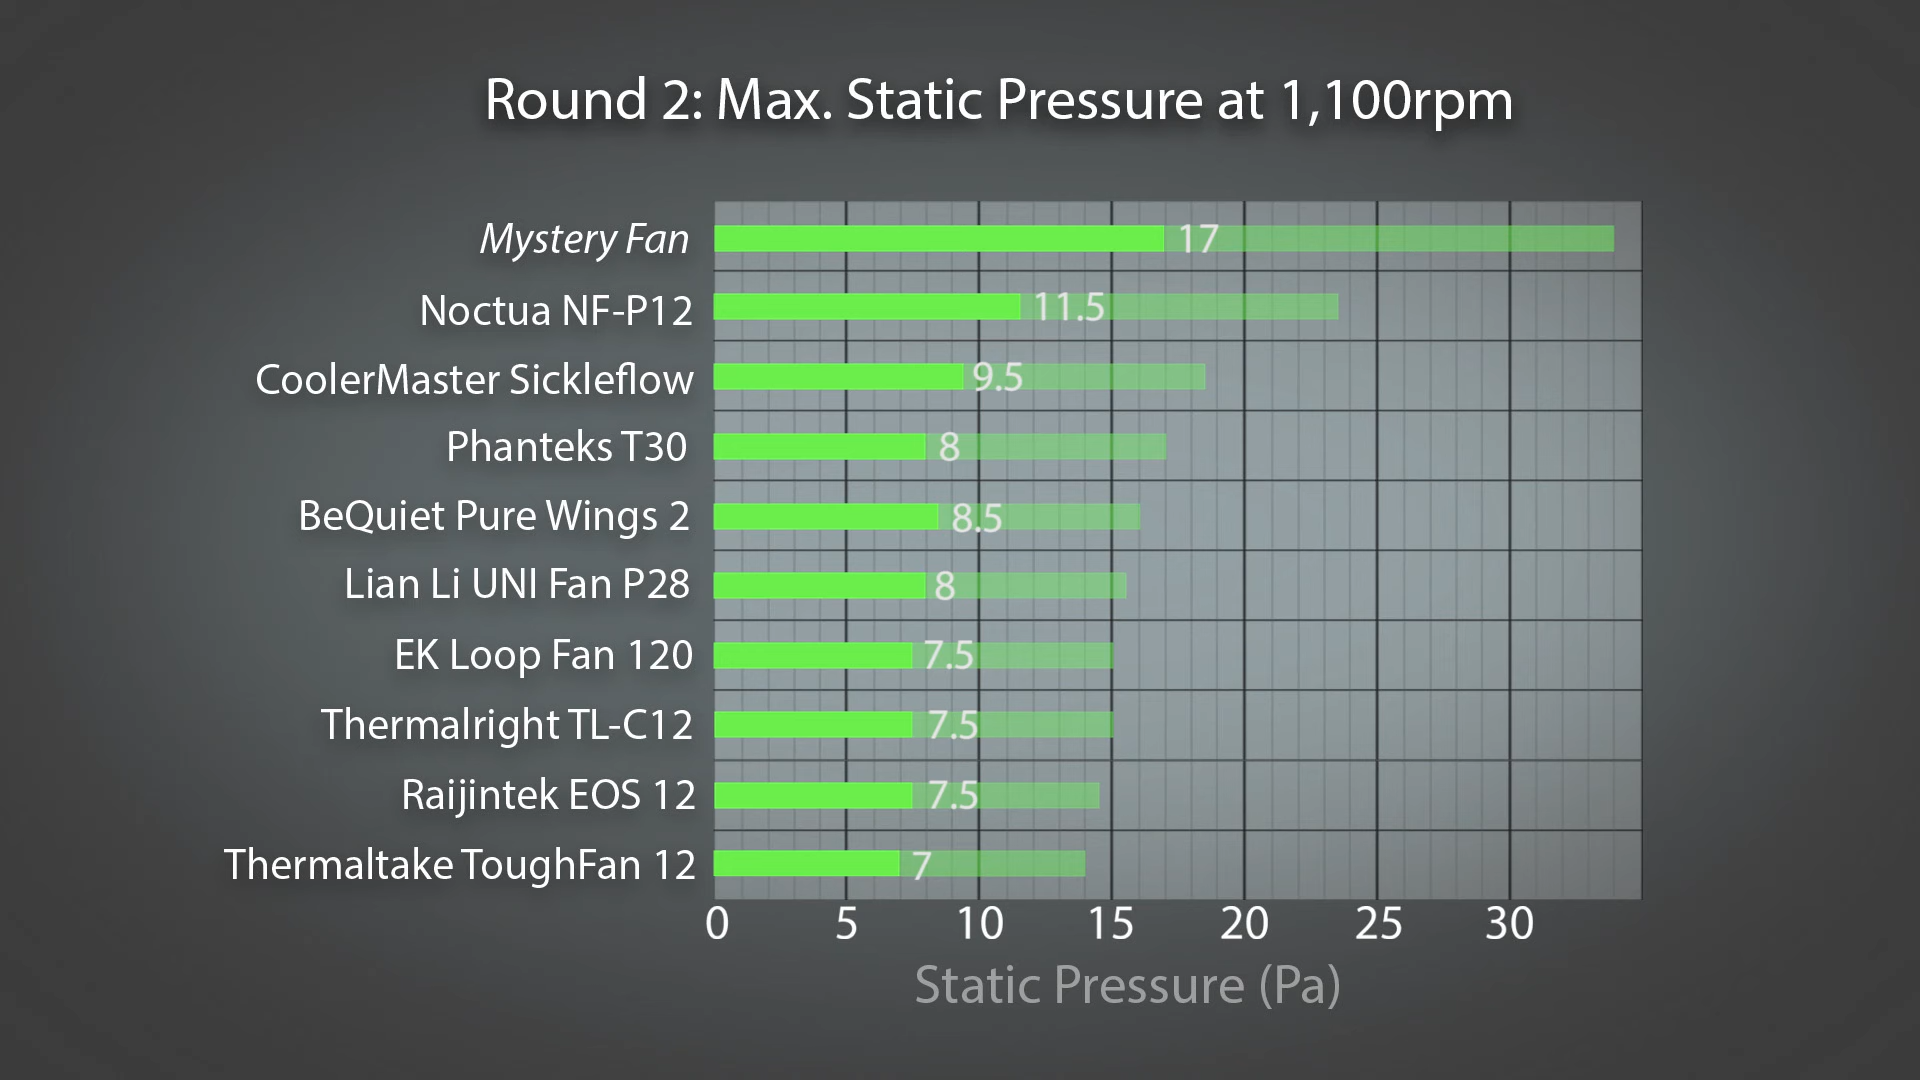 Round 2: Max. Static Pressure at 1,100rpm
Mystery Fan 17
Noctua NF-P12 11.5
CoolerMaster Sickleflow 9.5
Phanteks T30 8
BeQuiet Pure Wings 2 8.5
Lian Li UNI Fan P28 8
EK Loop Fan 120 7.5
Thermalright TL-C12 7.5
Raijintek EOS 12 7.5
Thermaltake ToughFan 12 7
0 5 10 15 20 25 30
Static Pressure (Pa)